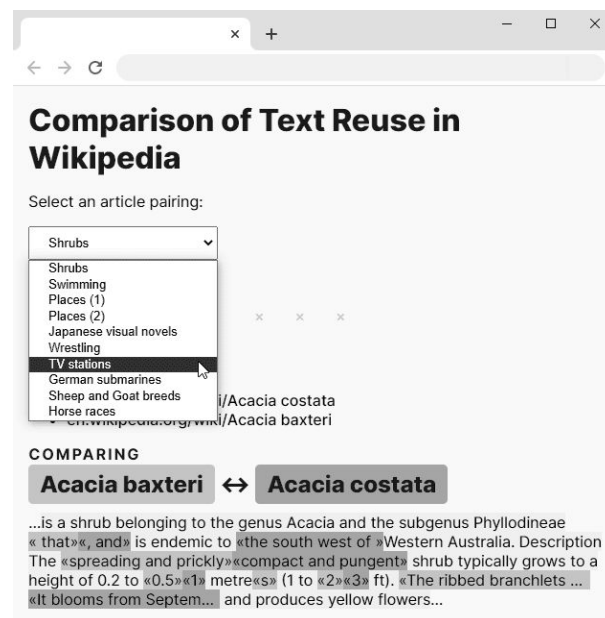 Comparison of Text Reuse in
Wikipedia
Select an article pairing:
Shrubs
Shrubs
Swimming
Places (1)
Places (2)
Japanese visual novels
Wrestling
TV stations
German submarines
Sheep and Goat breeds
Horse races
× × ×
i/Acacia costata
en.wikipedia.org/wiki/Acacia baxteri
COMPARING
Acacia baxteri ↔ Acacia costata
...is a shrub belonging to the genus Acacia and the subgenus Phyllodineae
« that»«, and» is endemic to «the south west of »Western Australia. Description
The «spreading and prickly»«compact and pungent» shrub typically grows to a
height of 0.2 to «0.5»«1» metre«s» (1 to «2»«3» ft). «The ribbed branchlets ...
«It blooms from Septem... and produces yellow flowers...